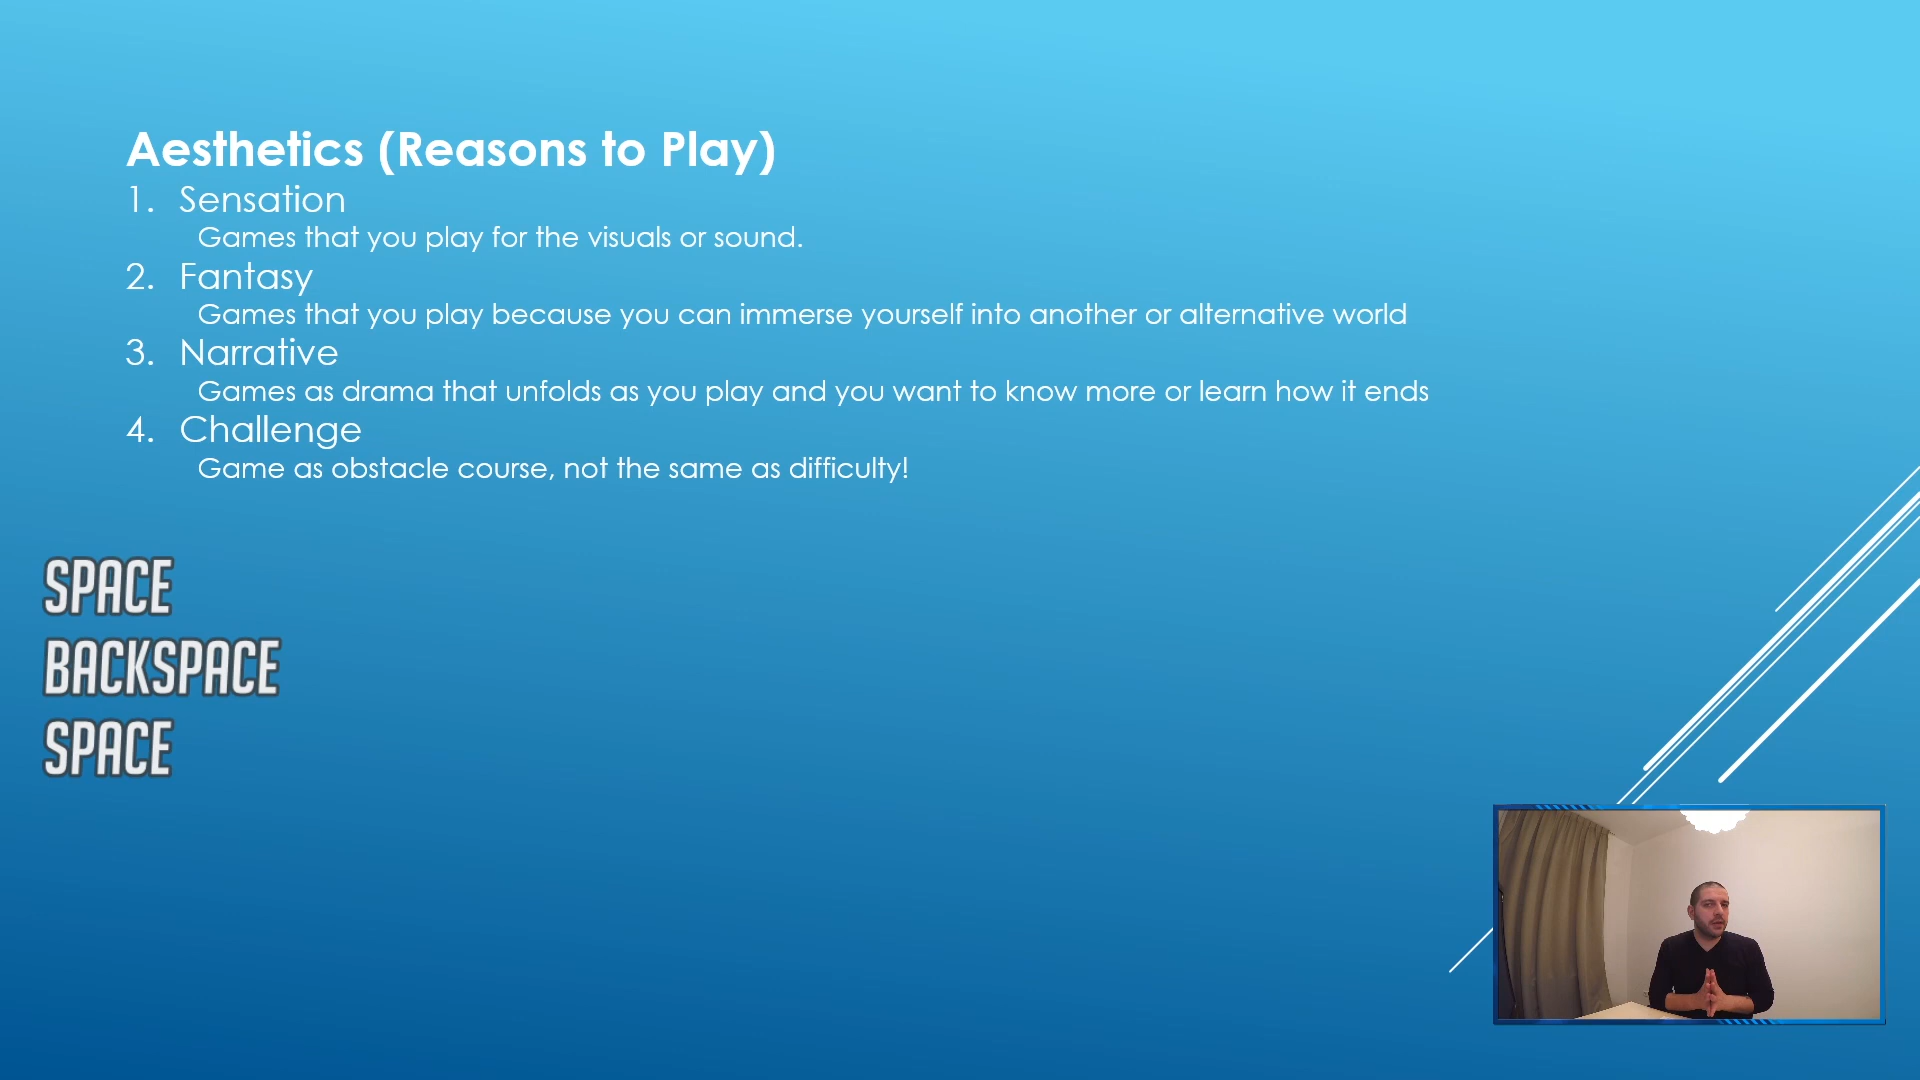 Aesthetics (Reasons to Play)
1. Sensation
Games that you play for the visuals or sound.
2. Fantasy
Games that you play because you can immerse yourself into another or alternative world
3. Narrative
Games as drama that unfolds as you play and you want to know more or learn how it ends
4. Challenge
Game as obstacle course, not the same as difficulty!
SPACE
BACKSPACE
SPACE